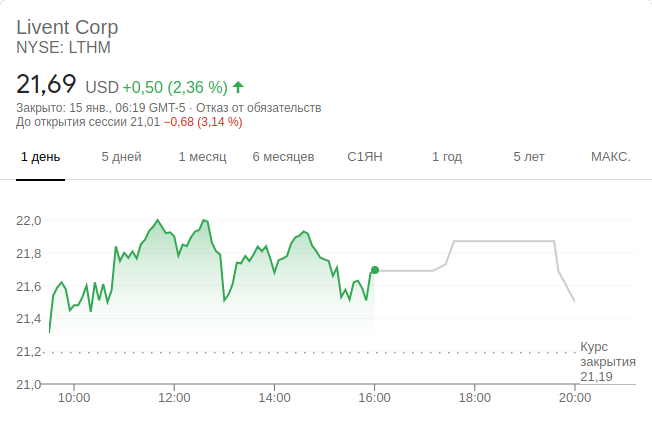 Livent Corp
NYSE: LTHM
21,69 USD +0,50 (2,36 %)
Закрыто: 15 янв., 06:19 GMT-5 · Отказ от обязательств
До открытия сессии 21,01 −0,68 (3,14 %)
1 день 5 дней 1 месяц 6 месяцев С1ЯН 1 год 5 лет МАКС.
22,0
21,8
21,6
21,4
21,2
Курс
закрытия
21,19
21,0
10:00 12:00 14:00 16:00 18:00 20:00